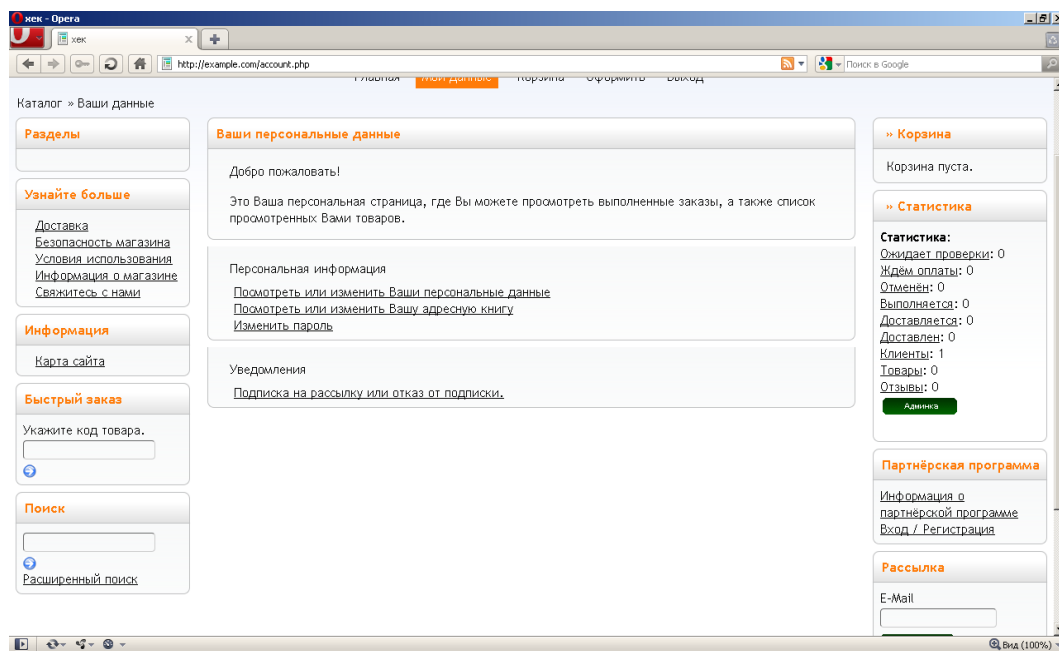 хек - Opera
хек
http://example.com/account.php
Поиск в Google
Главная Мои данные Корзина Оформить Выход
Каталог » Ваши данные
Разделы
Узнайте больше
Доставка
Безопасность магазина
Условия использования
Информация о магазине
Свяжитесь с нами
Информация
Карта сайта
Быстрый заказ
Укажите код товара.
Поиск
Расширенный поиск
Ваши персональные данные
Добро пожаловать!
Это Ваша персональная страница, где Вы можете просмотреть выполненные заказы, а также список
просмотренных Вами товаров.
Персональная информация
Посмотреть или изменить Ваши персональные данные
Посмотреть или изменить Вашу адресную книгу
Изменить пароль
Уведомления
Подписка на рассылку или отказ от подписки.
» Корзина
Корзина пуста.
» Статистика
Статистика:
Ожидает проверки: 0
Ждём оплаты: 0
Отменён: 0
Выполняется: 0
Доставляется: 0
Доставлен: 0
Клиенты: 1
Товары: 0
Отзывы: 0
Админка
Партнёрская программа
Информация о
партнёрской программе
Вход / Регистрация
Рассылка
E-Mail
Вид (100%)